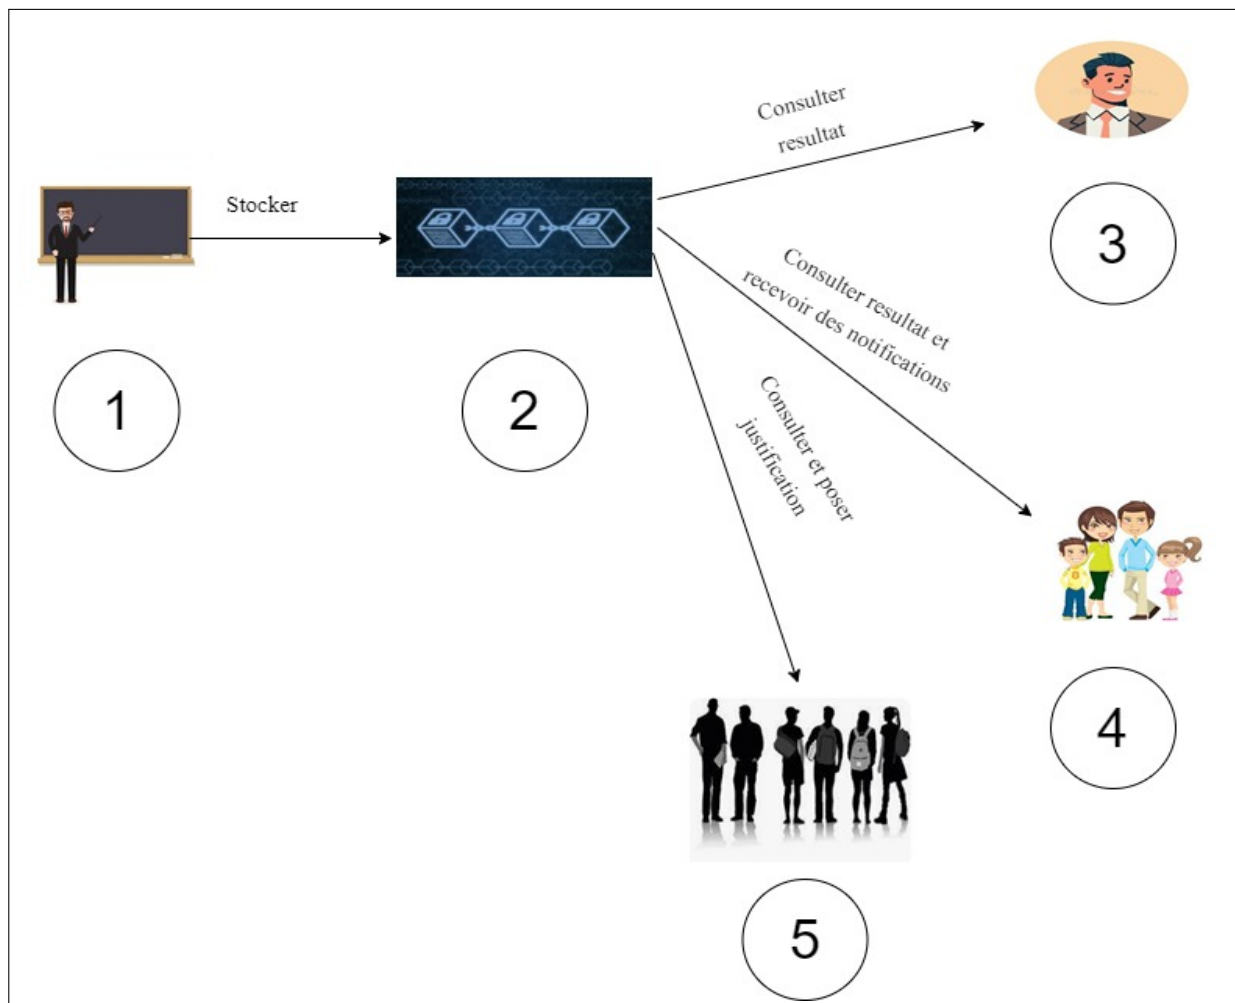 Consulter
resultat
Stocker
3
Consulter resultat et
recevoir des notifications
1
2
Consulter et poser
justification
4
5